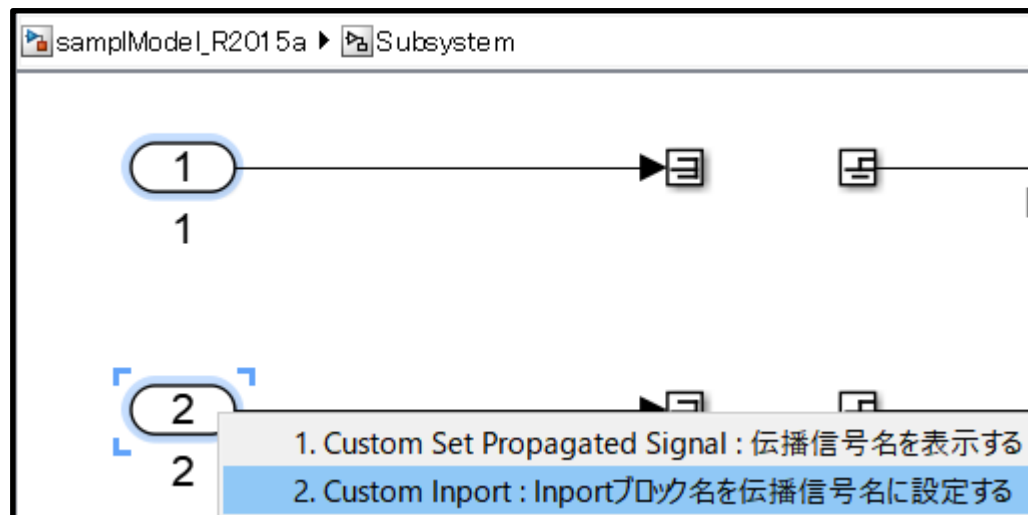 samplModel_R2015a Subsystem
1
1
2
2
1. Custom Set Propagated Signal : 伝播信号名を表示する
2. Custom Inport : Inportブロック名を伝播信号名に設定する